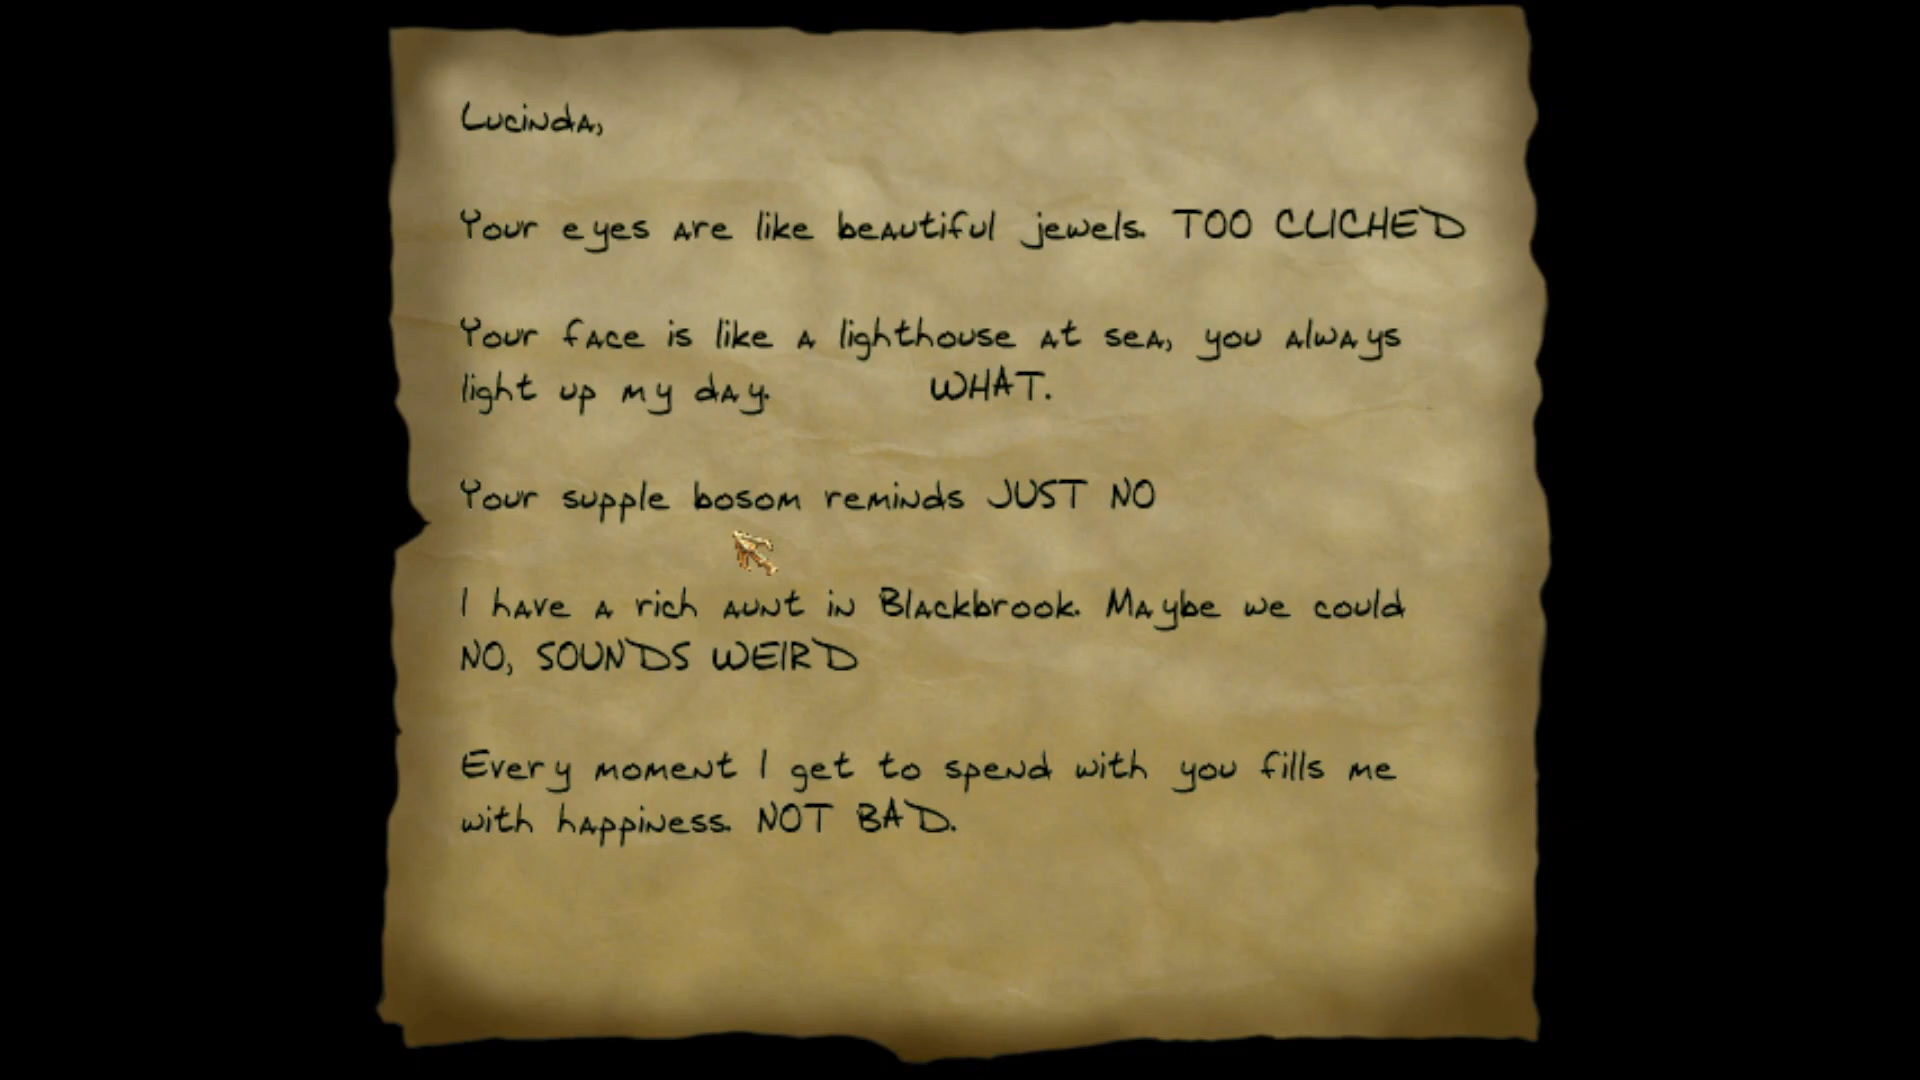 Lucinda,
Your eyes are like beautiful jewels. TOO CLICHED
Your face is like a lighthouse at sea, you always
light up my day. WHAT.
Your supple bosom reminds JUST NO
I have a rich aunt in Blackbrook. Maybe we could
NO, SOUNDS WEIRD
Every moment I get to spend with you fills me
with happiness. NOT BAD.